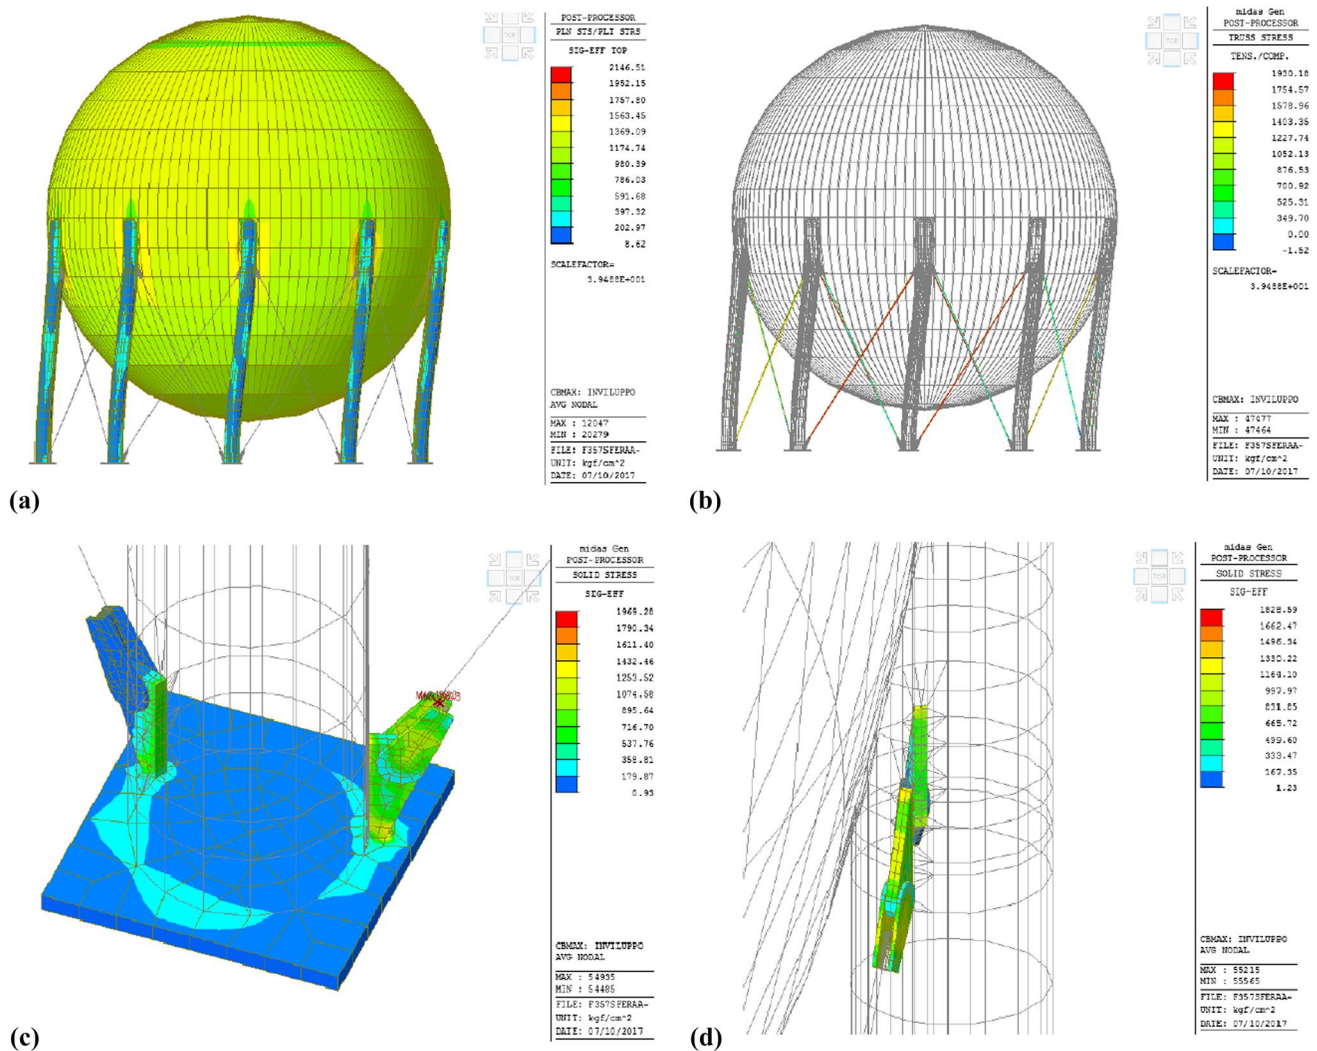 POST-PROCESSOR
PLN STS/PLI STRS
SIG-EFF TOP
2146.51
1952.15
1757.80
1563.45
1369.09
1174.74
980.39
786.03
591.68
397.32
202.97
8.62
SCALEFACTOR=
3.9488E+001
CBMAX: INVILUPPO
AVG NODAL
MAX : 12047
MIN : 20279
FILE: F357SFERAA~
UNIT: kgf/cm^2
DATE: 07/10/2017
TOP
(a)
midas Gen
POST-PROCESSOR
TRUSS STRESS
TENS./COMP.
1930.18
1754.57
1578.96
1403.35
1227.74
1052.13
876.53
700.92
525.31
349.70
0.00
-1.52
SCALEFACTOR=
3.9488E+001
CBMAX: INVILUPPO
MAX : 47477
MIN : 47464
FILE: F357SFERAA~
UNIT: kgf/cm^2
DATE: 07/10/2017
TOP
(b)
midas Gen
POST-PROCESSOR
SOLID STRESS
SIG-EFF
1969.28
1790.34
1611.40
1432.46
1253.52
1074.58
895.64
716.70
537.76
358.81
179.87
0.93
CBMAX: INVILUPPO
AVG NODAL
MAX : 54935
MIN : 54485
FILE: F357SFERAA~
UNIT: kgf/cm^2
DATE: 07/10/2017
TOP
(c)
midas Gen
POST-PROCESSOR
SOLID STRESS
SIG-EFF
1828.59
1662.47
1496.34
1330.22
1164.10
997.97
831.85
665.72
499.60
333.47
167.35
1.23
CBMAX: INVILUPPO
AVG NODAL
MAX : 55215
MIN : 55565
FILE: F357SFERAA~
UNIT: kgf/cm^2
DATE: 07/10/2017
TOP
(d)